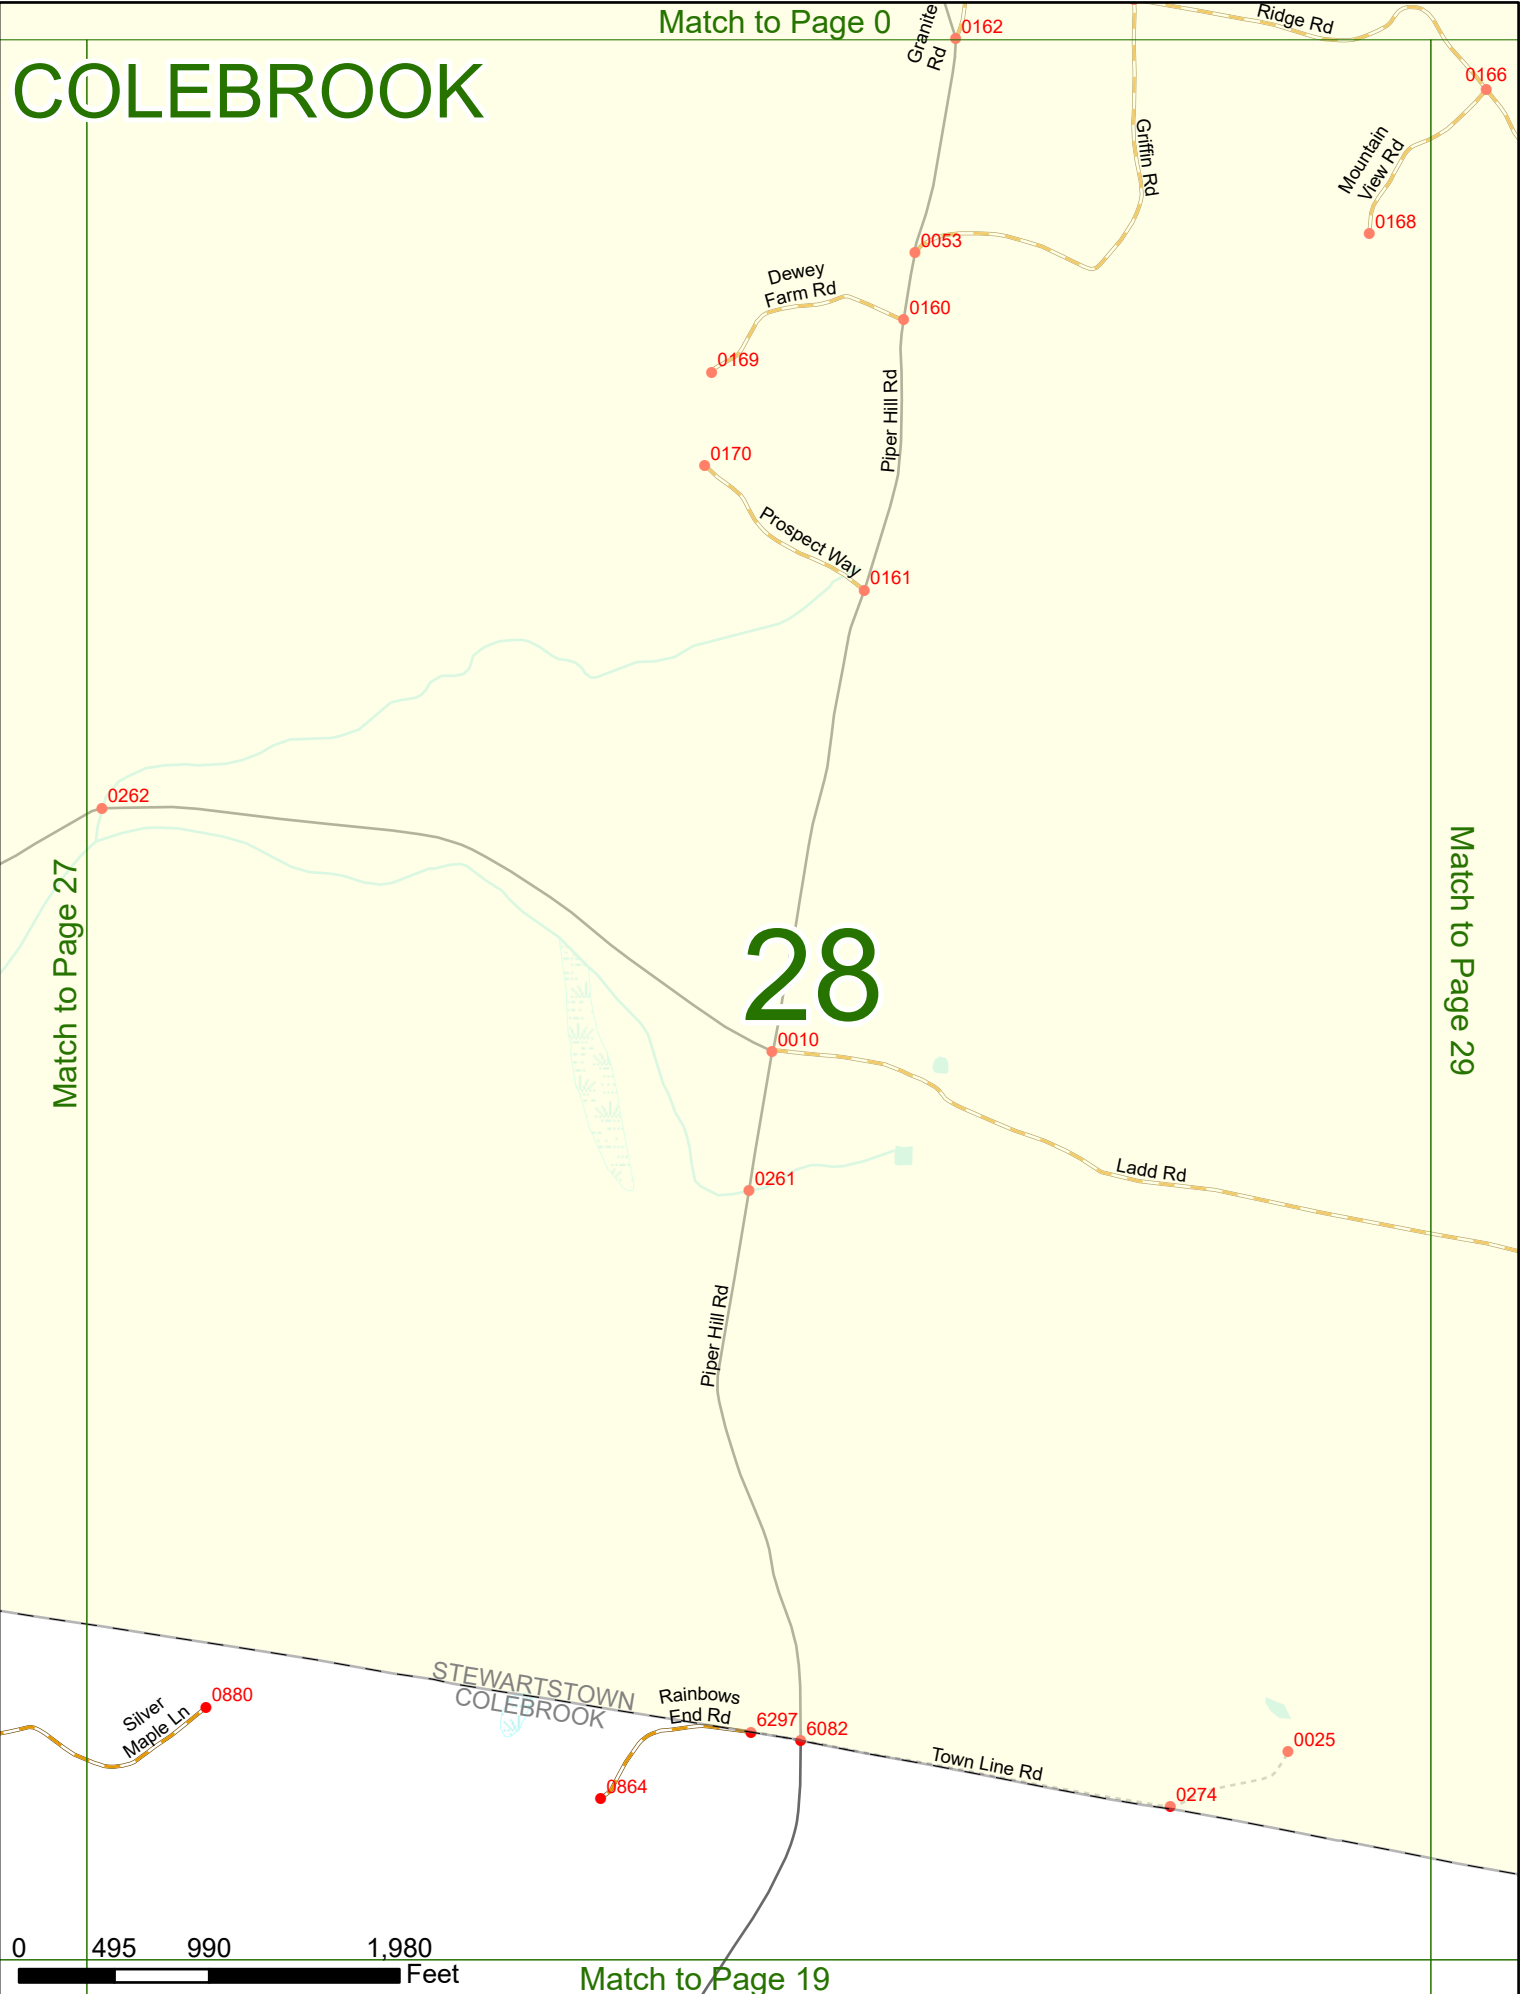 Match to Page 0
Granite
Rd
0162
Ridge Rd
COLEBROOK
0166
Griffin Rd
Mountain
View Rd
0168
0053
Dewey
Farm Rd
0160
0169
Piper Hill Rd
0170
Prospect Way
0161
0262
Match to Page 27
Match to Page 29
28
0010
Ladd Rd
0261
Piper Hill Rd
STEWARTSTOWN
COLEBROOK
0880
Silver
Maple Ln
Rainbows
End Rd
6297
6082
Town Line Rd
0025
0864
0274
0 495 990 1,980
Feet
Match to Page 19